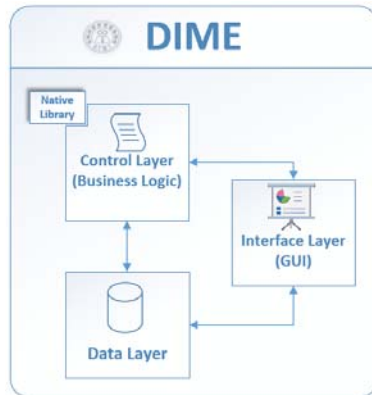 DIME
Native
Library
Control Layer
(Business Logic)
Interface Layer
(GUI)
Data Layer